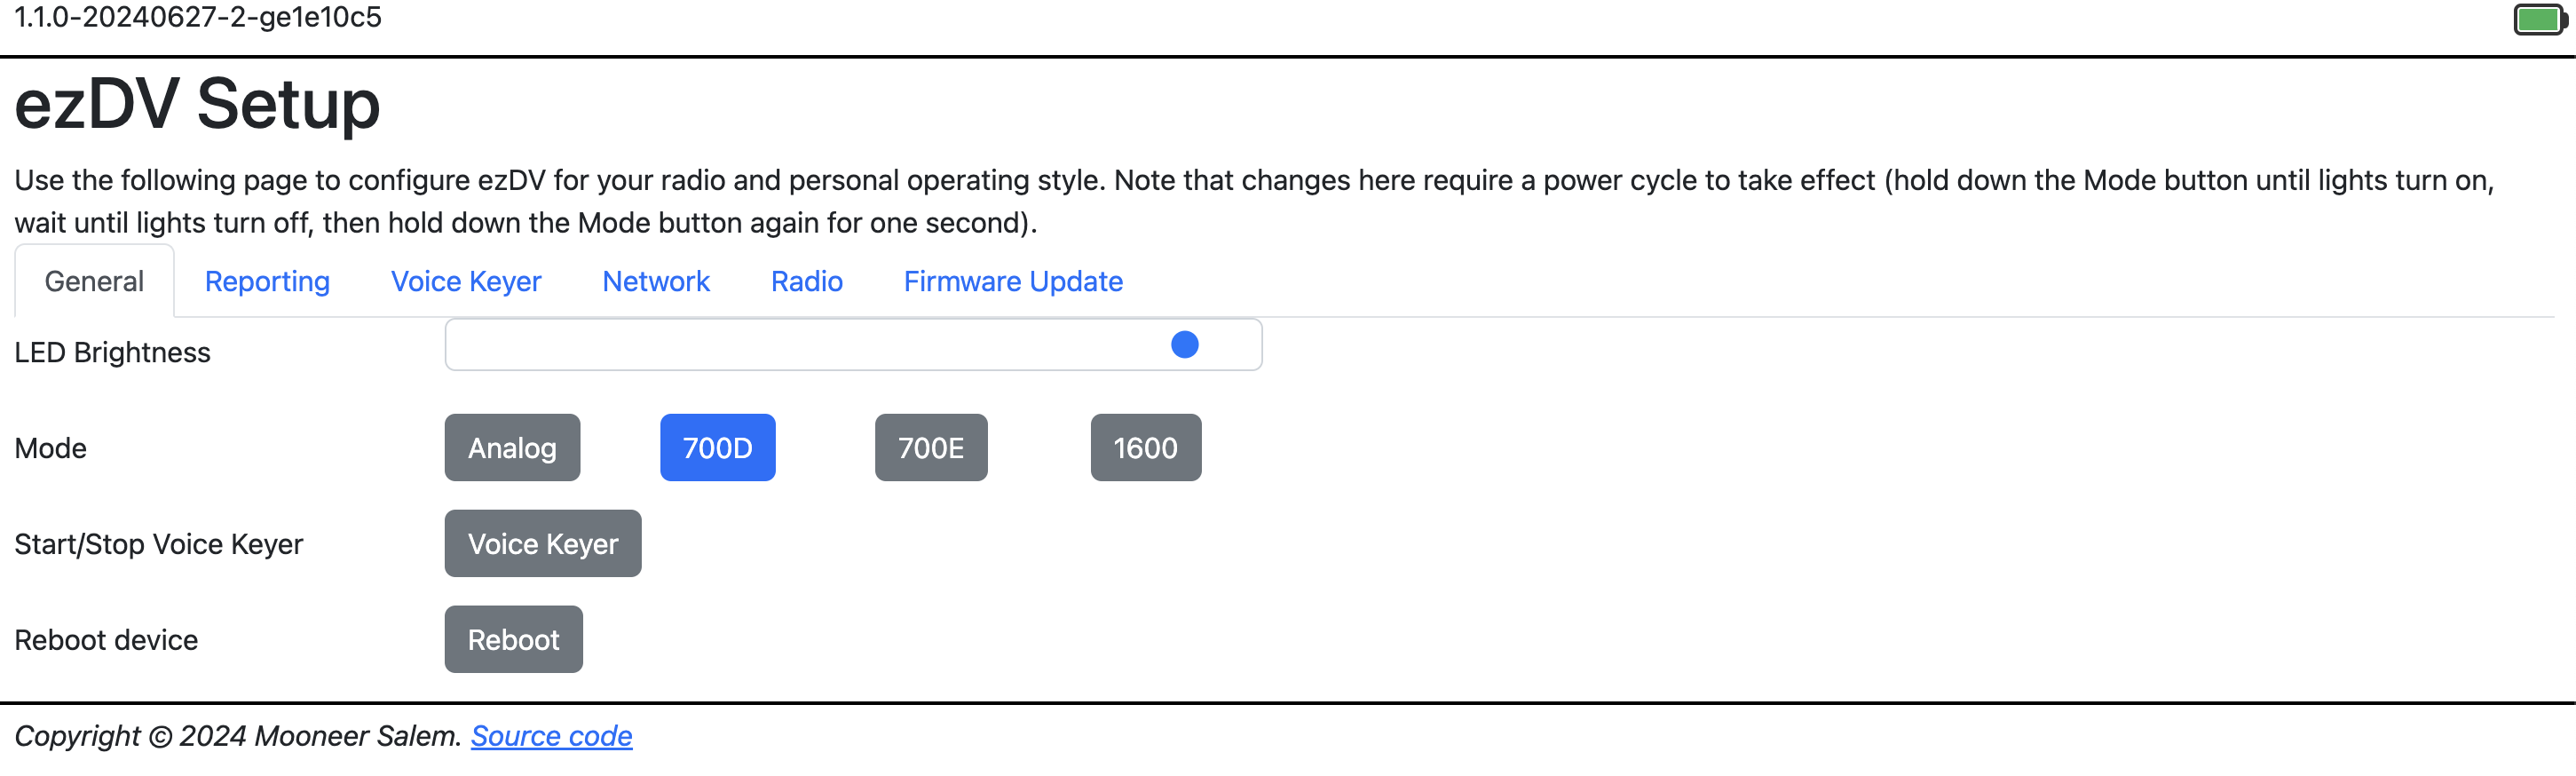 1.1.0-20240627-2-ge1e10c5
ezDV Setup
Use the following page to configure ezDV for your radio and personal operating style. Note that changes here require a power cycle to take effect (hold down the Mode button until lights turn on,
wait until lights turn off, then hold down the Mode button again for one second).
General Reporting Voice Keyer Network Radio Firmware Update
LED Brightness
Mode Analog 700D 700E 1600
Start/Stop Voice Keyer Voice Keyer
Reboot device Reboot
Copyright © 2024 Mooneer Salem. Source code